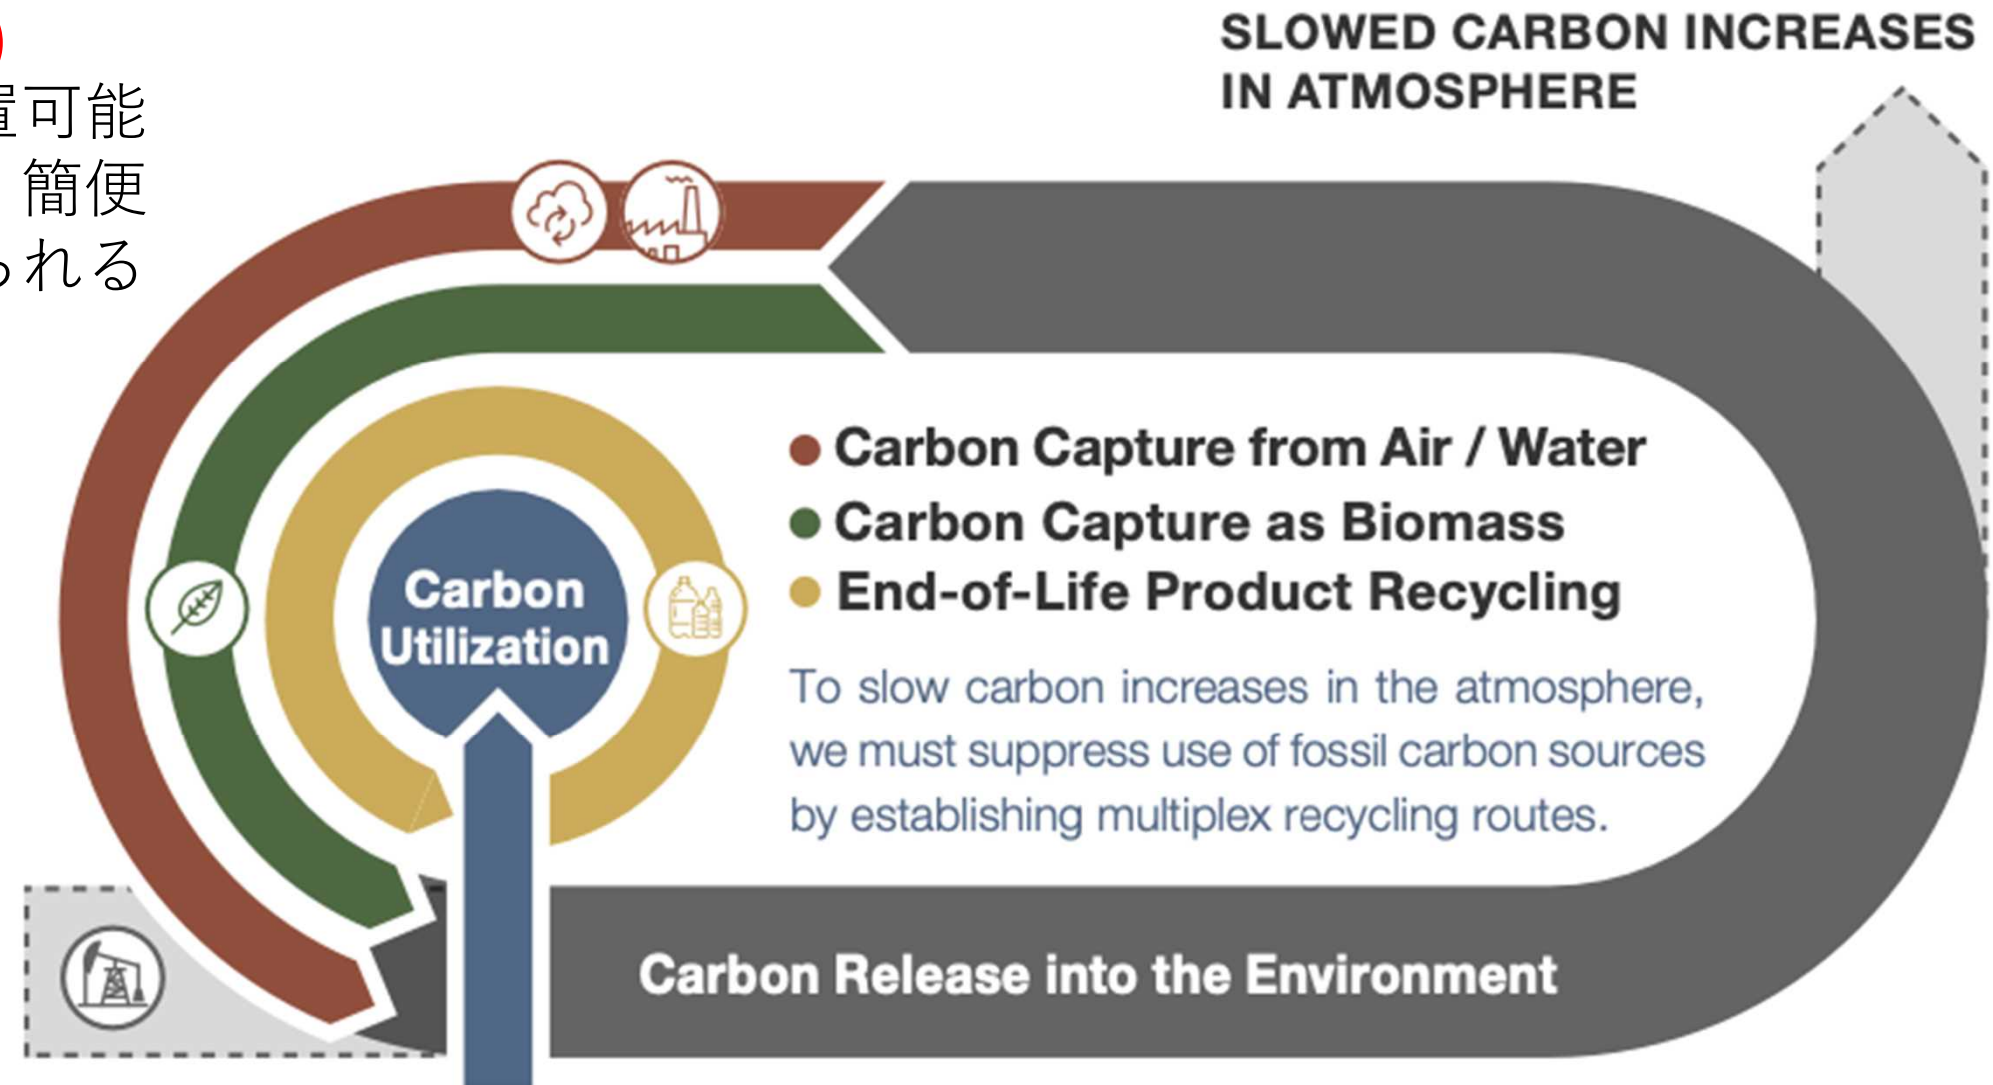 SLOWED CARBON INCREASES
IN ATMOSPHERE
置可能
簡便
られる
Carbon Capture from Air / Water
Carbon Capture as Biomass
End-of-Life Product Recycling
Carbon
Utilization
To slow carbon increases in the atmosphere,
we must suppress use of fossil carbon sources
by establishing multiplex recycling routes.
Carbon Release into the Environment